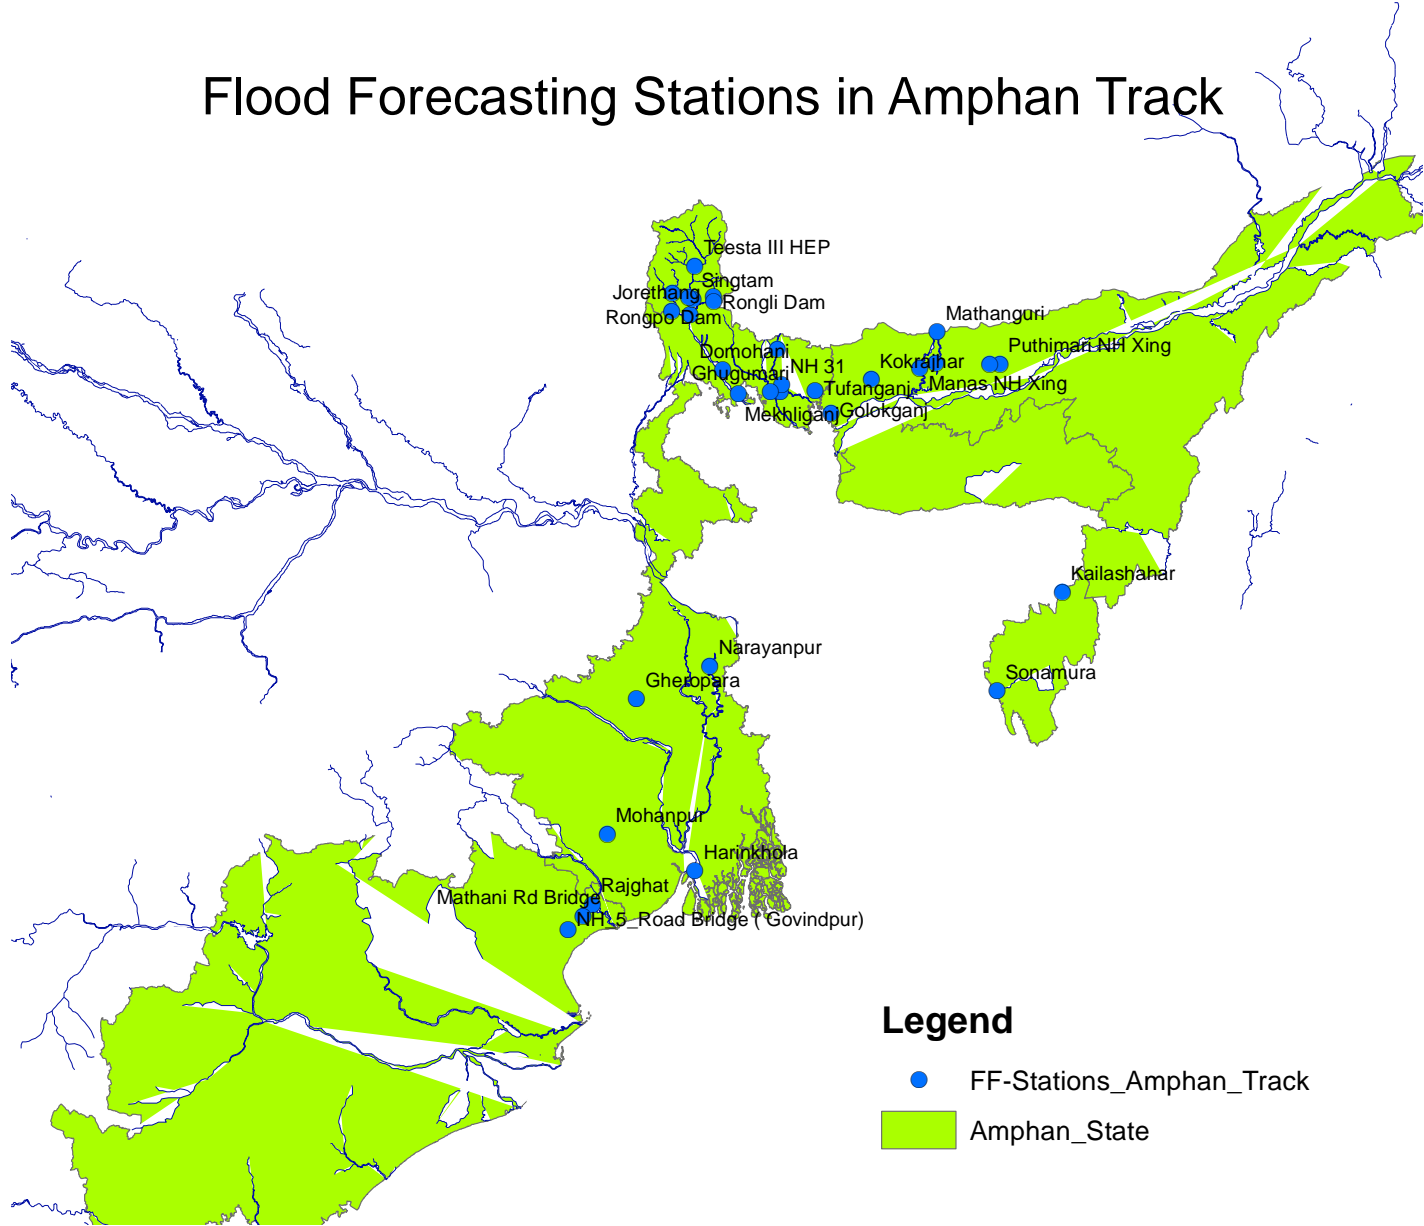 Flood Forecasting Stations in Amphan Track
Teesta III HEP
Singtam
Jorethang
Rongli Dam
Rongpo Dam
Mathanguri
Puthimari NH Xing
Domohani
NH 31
Kokrajhar
Ghugumari
Manas NH Xing
Tufanganj
Mekhliganj
Golokganj
Kailashahar
Narayanpur
Sonamura
Gheropara
Mohanpur
Harinkhola
Rajghat
Mathani Rd Bridge
NH-5_Road Bridge ( Govindpur)
Legend
FF-Stations_Amphan_Track
Amphan_State